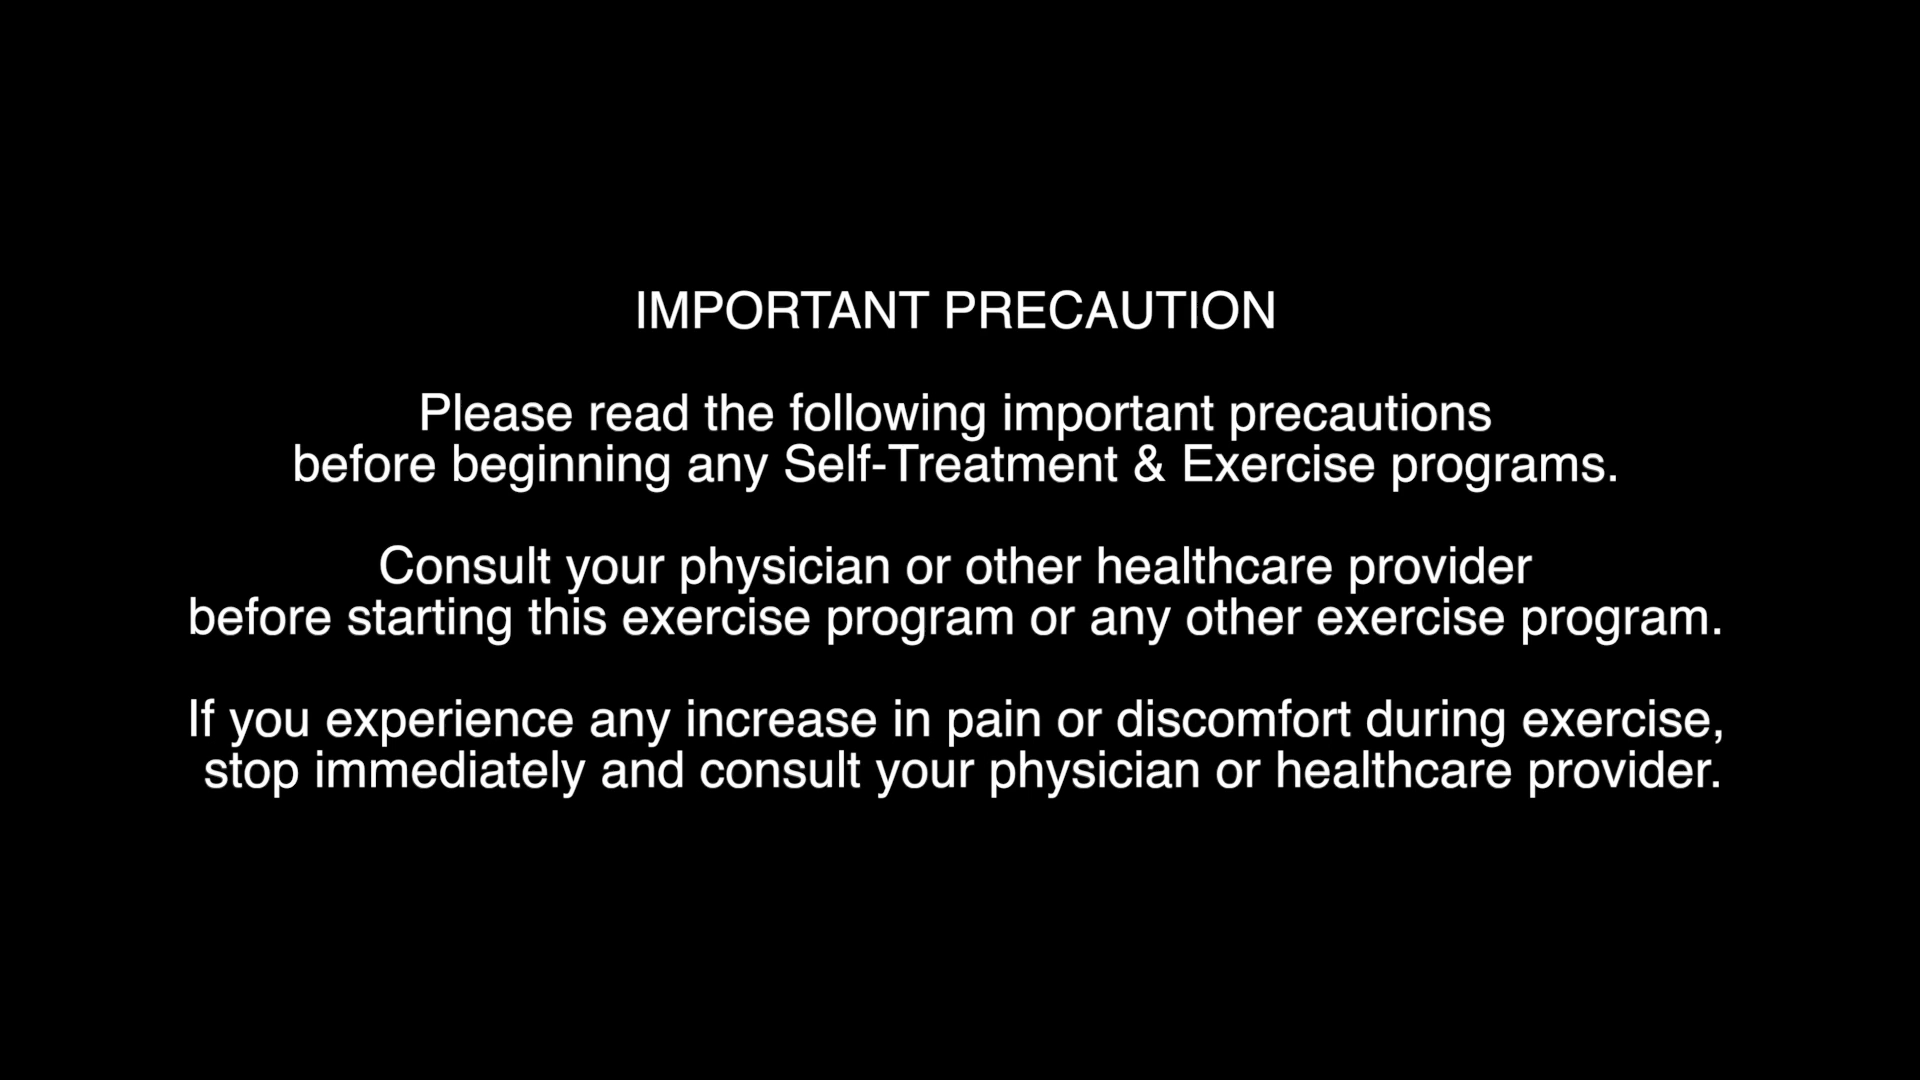 IMPORTANT PRECAUTION
Please read the following important precautions
before beginning any Self-Treatment & Exercise programs.
Consult your physician or other healthcare provider
before starting this exercise program or any other exercise program.
If you experience any increase in pain or discomfort during exercise,
stop immediately and consult your physician or healthcare provider.